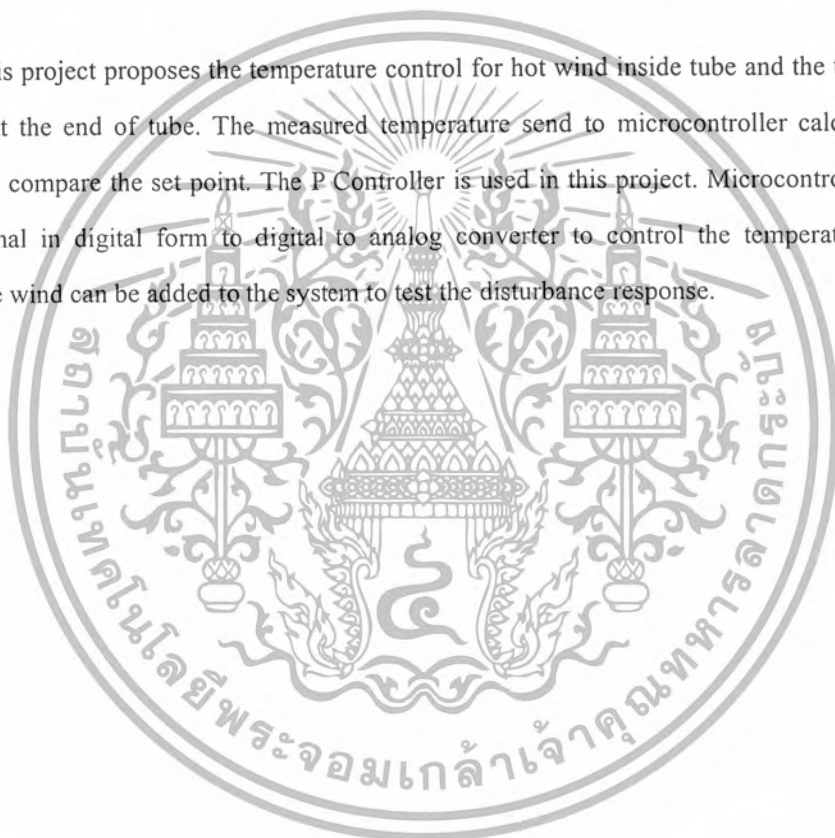 is project proposes the temperature control for hot wind inside tube and the
t the end of tube. The measured temperature send to microcontroller
compare the set point. The P Controller is used in this project.
nal in digital form to digital to analog converter to control the
e wind can be added to the system to test the disturbance response.
สถาบันเทคโนโลยีพระจอมเกล้าเจ้าคุณทหารลาดกระบัง